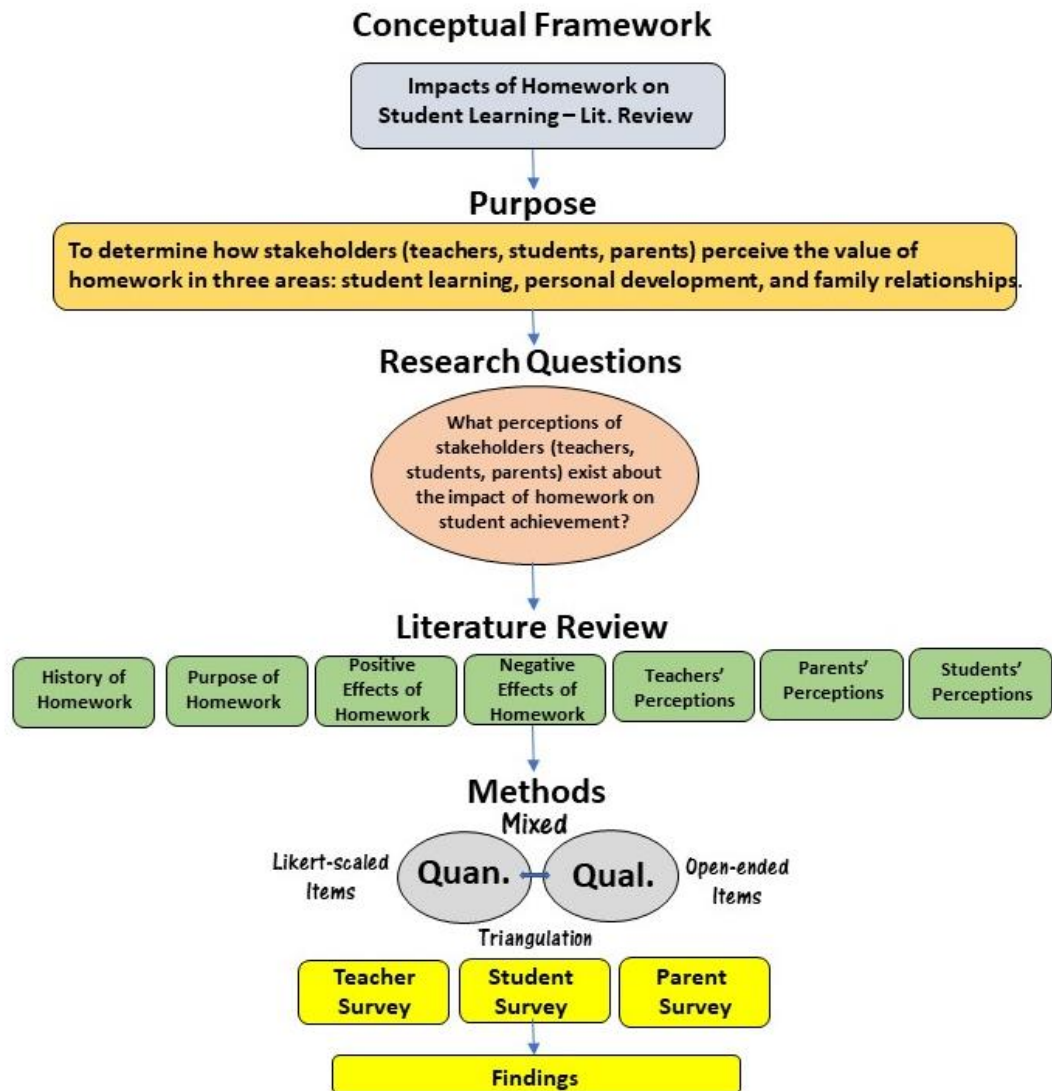 Conceptual Framework
Impacts of Homework on
Student Learning – Lit. Review
Purpose
To determine how stakeholders (teachers, students, parents) perceive the value of
homework in three areas: student learning, personal development, and family relationships.
Research Questions
What perceptions of
stakeholders (teachers,
students, parents) exist about
the impact of homework on
student achievement?
Literature Review
History of
Homework
Purpose of
Homework
Positive
Effects of
Homework
Negative
Effects of
Homework
Teachers'
Perceptions
Parents'
Perceptions
Students'
Perceptions
Methods
Mixed
Likert-scaled
Items
Quan.
Qual.
Open-ended
Items
Triangulation
Teacher
Survey
Student
Survey
Parent
Survey
Findings